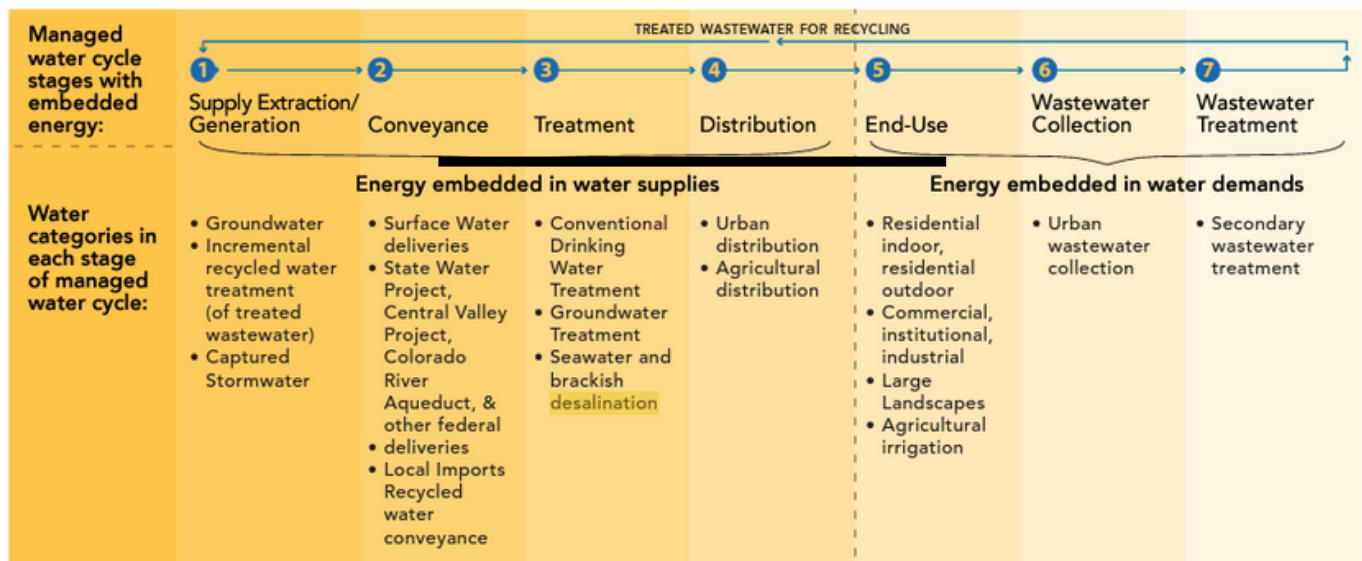 Managed
water cycle
stages with
embedded
energy:
TREATED WASTEWATER FOR RECYCLING
1
2
3
4
5
6
7
Supply Extraction/
Generation
Conveyance
Treatment
Distribution
End-Use
Wastewater
Collection
Wastewater
Treatment
Energy embedded in water supplies
Energy embedded in water demands
Water
categories in
each stage
of managed
water cycle:
• Groundwater
• Incremental
recycled water
treatment
(of treated
wastewater)
• Captured
Stormwater
• Surface Water
deliveries
• State Water
Project,
Central Valley
Project,
Colorado
River
Aqueduct, &
other federal
• deliveries
• Local Imports
Recycled
water
conveyance
• Conventional
Drinking
Water
Treatment
• Groundwater
Treatment
• Seawater and
brackish
desalination
• Urban
distribution
• Agricultural
distribution
• Residential
indoor,
residential
outdoor
• Commercial,
institutional,
industrial
• Large
Landscapes
• Agricultural
irrigation
• Urban
wastewater
collection
• Secondary
wastewater
treatment